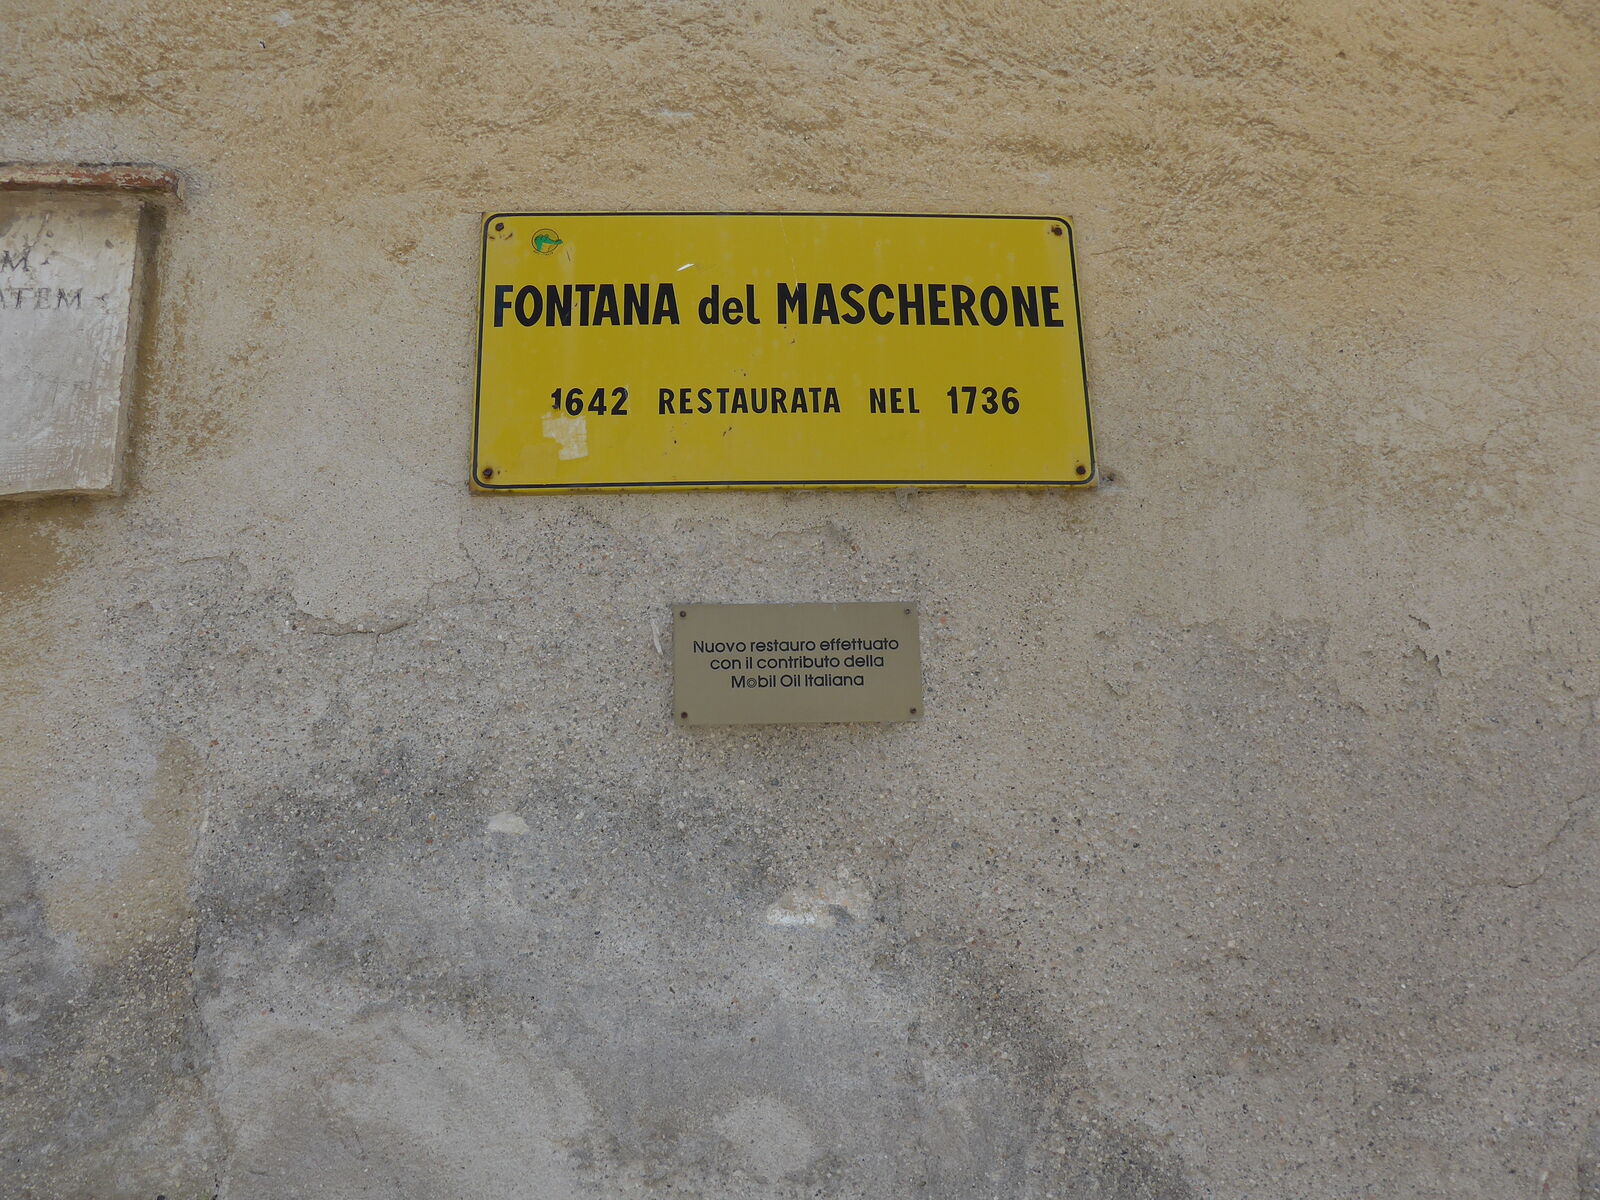 M
ATEM
FONTANA del MASCHERONE
1642 RESTAURATA NEL 1736
Nuovo restauro effettuato
con il contributo della
Mobil Oil Italiana